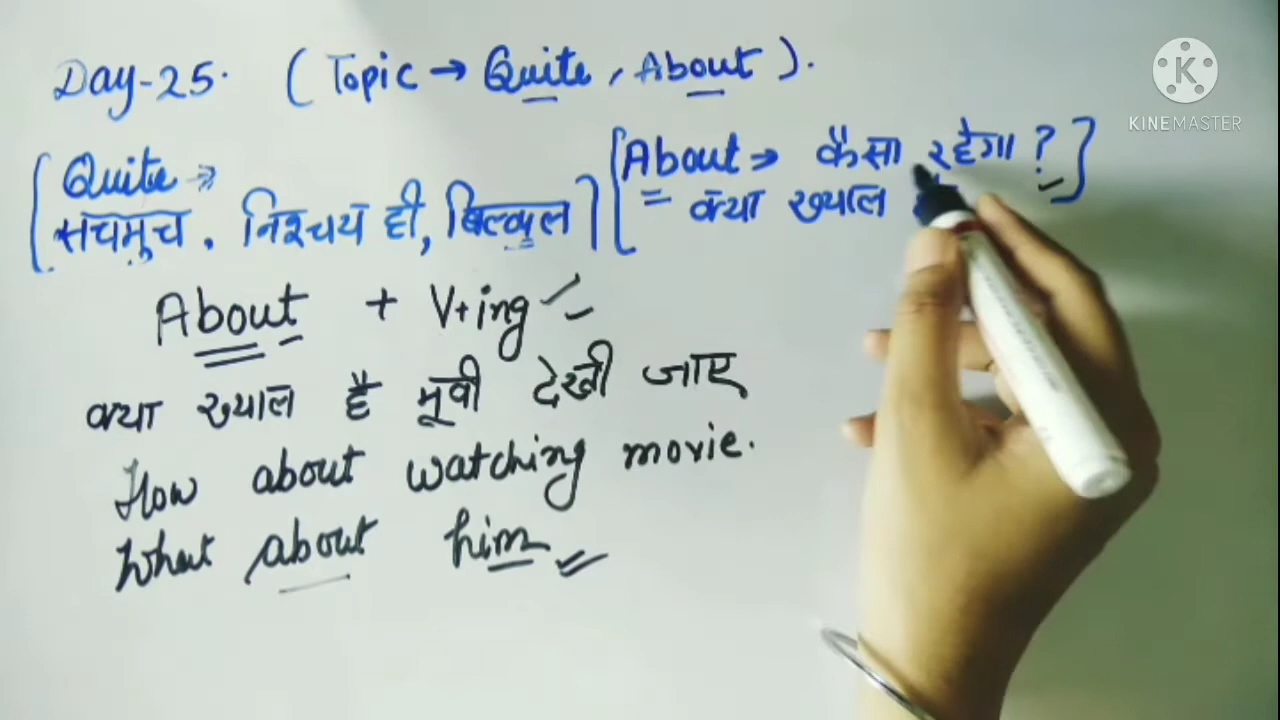 Day-25. (Topic → Quite, About).
KINEMASTER
[Quite →
सचमुच, निश्चय ही, बिल्कुल]
[About → कैसा रहेगा ?]
= क्या ख्याल
About + V+ing
क्या ख्याल है मूवी देखी जाए
How about watching movie.
What about him